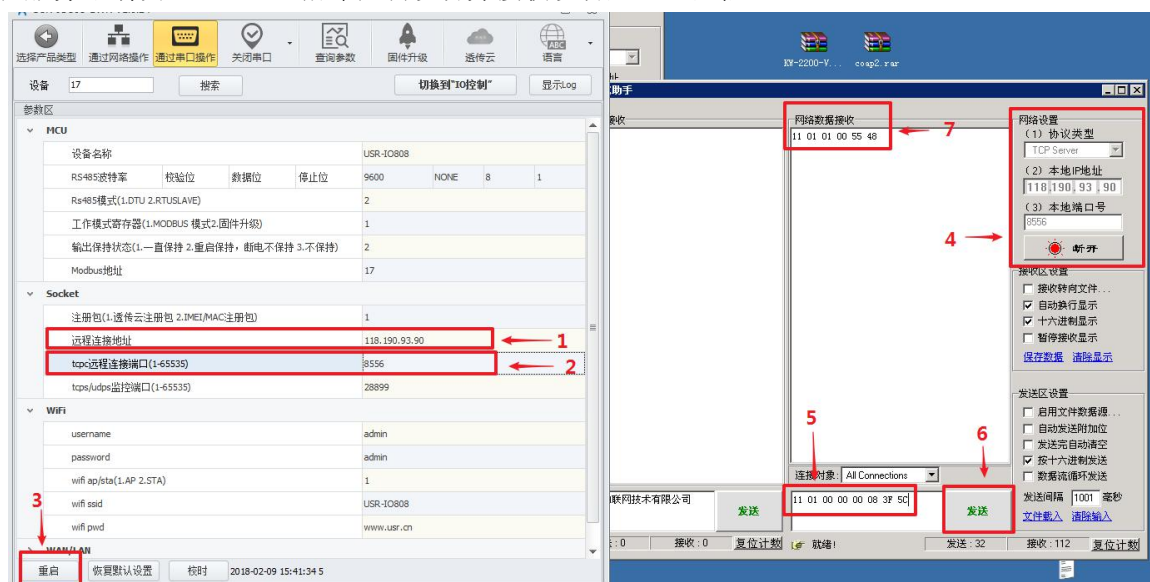 选择产品类型 通过网络操作 通过串口操作 关闭串口 查询参数 固件升级 透传云 语言
设备 17 搜索 切换到"IO控制" 显示Log
参数区
MCU
设备名称 USR-IO808
RS485波特率 校验位 数据位 停止位 9600 NONE 8 1
Rs485模式(1.DTU 2.RTUSLAVE) 2
工作模式寄存器(1.MODBUS 模式2.固件升级) 1
输出保持状态(1.一直保持 2.重启保持，断电不保持 3.不保持) 2
Modbus地址 17
Socket
注册包(1.透传云注册包 2.IMEI/MAC注册包) 1
远程连接地址 118.190.93.90 1
tcpc远程连接端口(1-65535) 8556 2
tcps/udps监控端口(1-65535) 28899
WiFi
username admin
password admin
wifi ap/sta(1.AP 2.STA) 1
wifi ssid USR-IO808
wifi pwd www.usr.cn
WAN/LAN
3
重启 恢复默认设置 校时 2018-02-09 15:41:34 5
KW-2200-V... coap2.rar
助手
网络数据接收 7
11 01 01 00 55 48
网络设置
(1) 协议类型
TCP Server
(2) 本地IP地址
118.190.93.90
(3) 本地端口号
8556
4
断开
接收区设置
接收转向文件...
自动换行显示
十六进制显示
暂停接收显示
保存数据 清除显示
发送区设置
启用文件数据源...
自动发送附加位
发送完自动清空
按十六进制发送
数据流循环发送
发送间隔 1001 毫秒
文件载入 清除输入
5
6
连接对象: All Connections
联网技术有限公司 发送
11 01 00 00 00 08 3F 5C 发送
:0 接收:0 复位计数 就绪! 发送:32 接收:112 复位计数